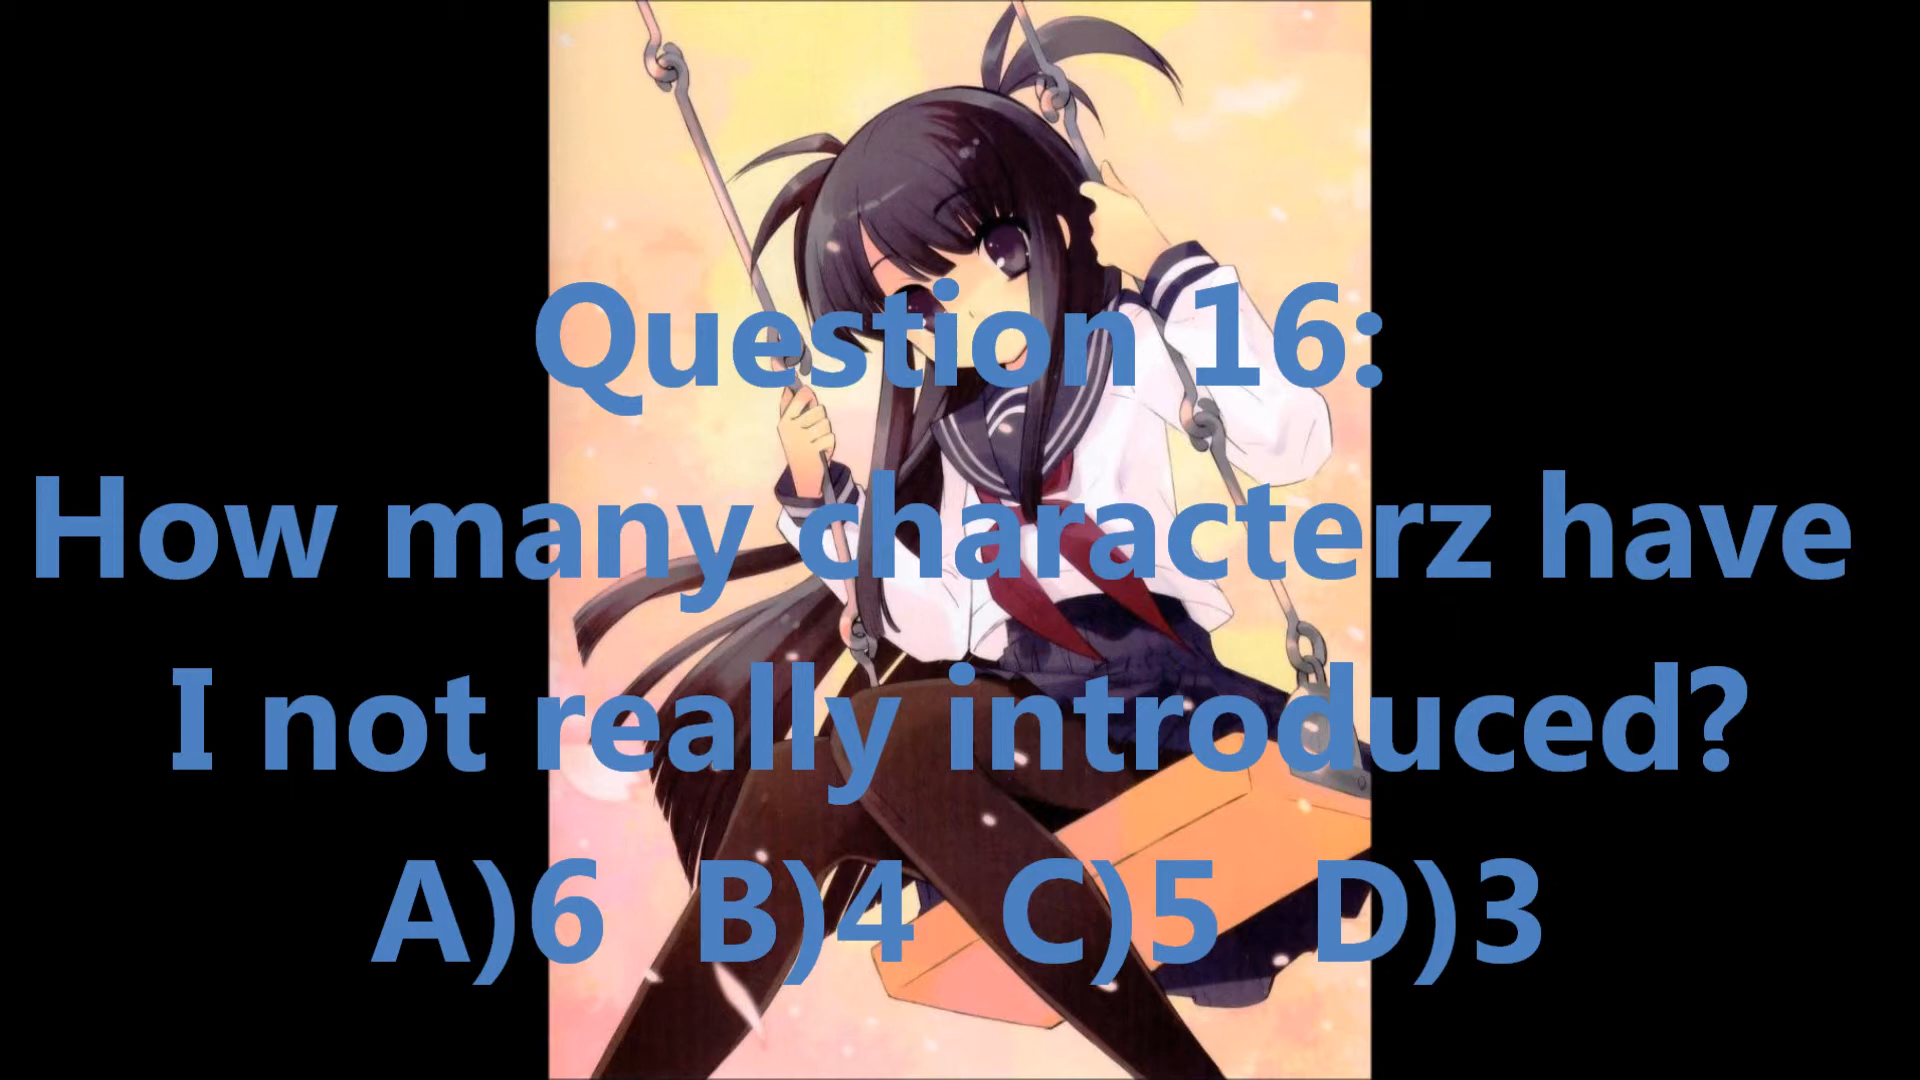 Question 16:
How many characterz have
I not really introduced?
A)6 B)4 C)5 D)3